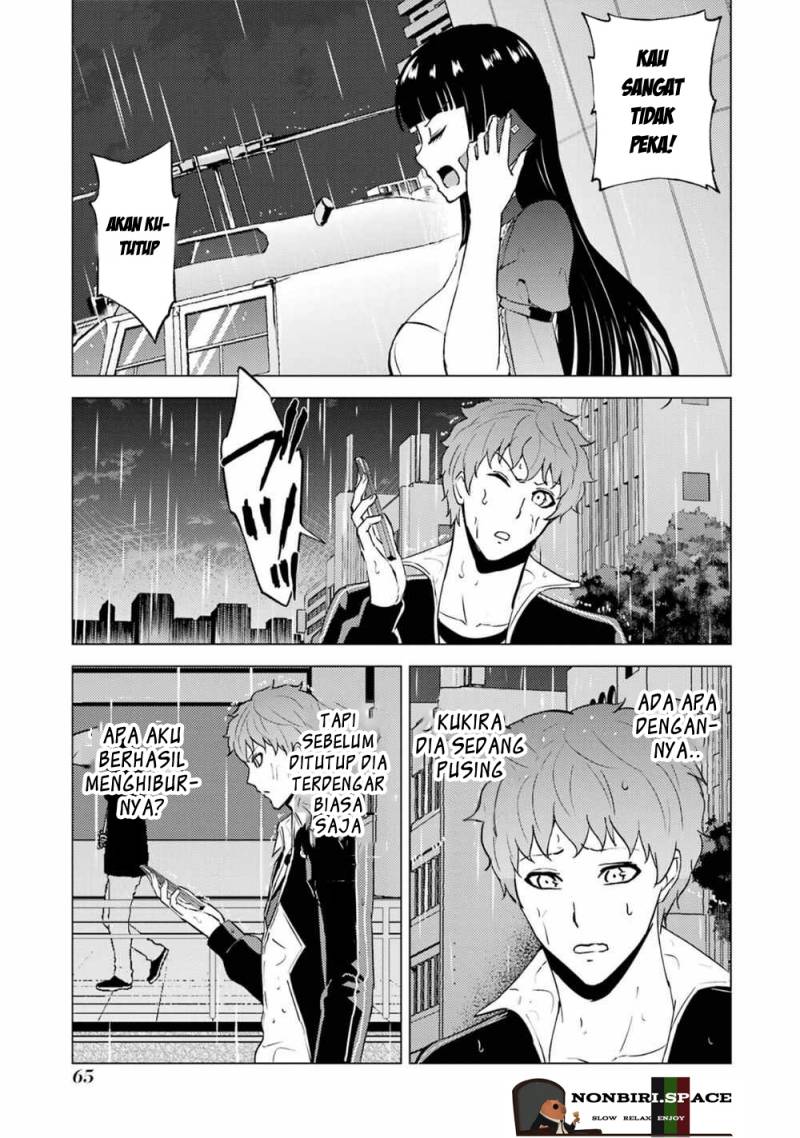 KAU
SANGAT
TIDAK
PEKA!
AKAN KU-
TUTUP
ADA APA
DENGAN-
NYA..
KUKIRA
DIA SEDANG
PUSING
TAPI
SEBELUM
DITUTUP DIA
TERDENGAR
BIASA
SAJA
APA AKU
BERHASIL
MENGHIBUR-
NYA?
65
NONBIRI.SPACE
SLOW RELAX ENJOY